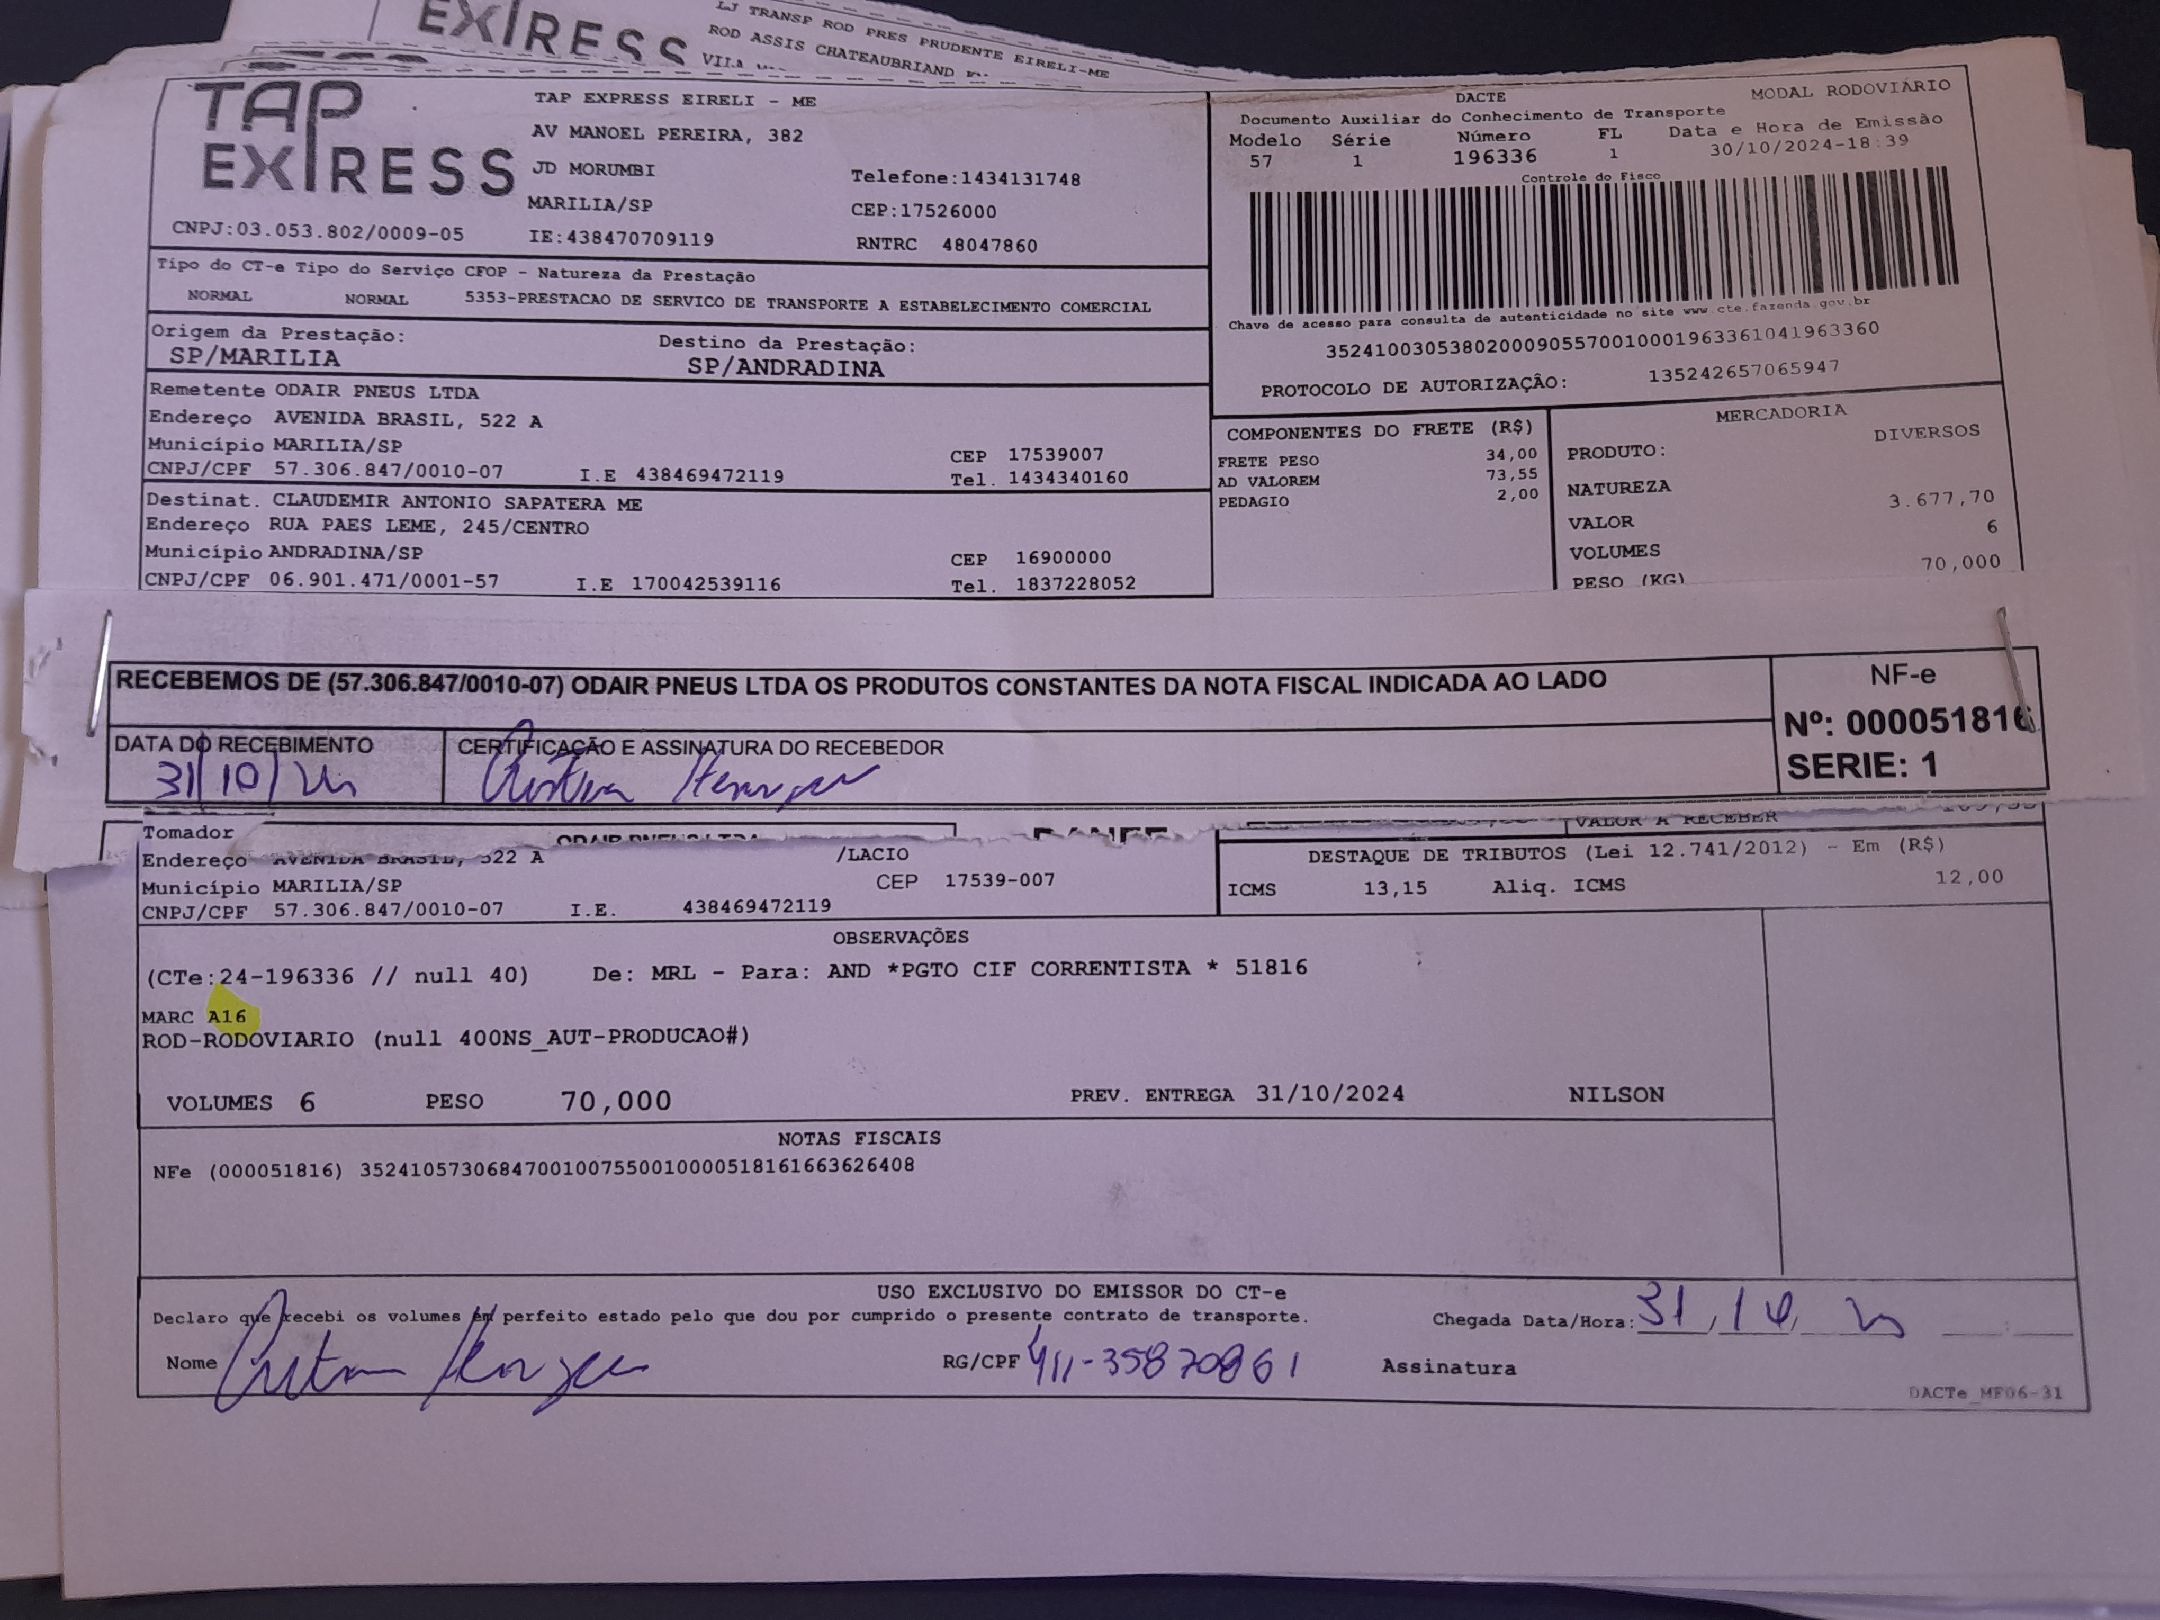 EXPRESS
LJ TRANSP ROD PRES PRUDENTE EIRELI-ME
ROD ASSIS CHATEAUBRIAND
TAP
EXPRESS
TAP EXPRESS EIRELI - ME
AV MANOEL PEREIRA, 382
JD MORUMBI
Telefone:1434131748
MARILIA/SP
CEP:17526000
CNPJ:03.053.802/0009-05
IE:438470709119
RNTRC 48047860
DACTE
MODAL RODOVIÁRIO
Documento Auxiliar do Conhecimento de Transporte
Modelo Série Número FL Data e Hora de Emissão
57 1 196336 1 30/10/2024-18:39
Controle do Fisco
Chave de acesso para consulta de autenticidade no site www.cte.fazenda.gov.br
35241003053802000905570010001963361041963360
PROTOCOLO DE AUTORIZAÇÃO: 135242657065947
Tipo do CT-e Tipo do Serviço CFOP - Natureza da Prestação
NORMAL NORMAL 5353-PRESTACAO DE SERVICO DE TRANSPORTE A ESTABELECIMENTO COMERCIAL
Origem da Prestação: Destino da Prestação:
SP/MARILIA SP/ANDRADINA
Remetente ODAIR PNEUS LTDA
Endereço AVENIDA BRASIL, 522 A
Município MARILIA/SP CEP 17539007
CNPJ/CPF 57.306.847/0010-07 I.E 438469472119 Tel. 1434340160
Destinat. CLAUDEMIR ANTONIO SAPATERA ME
Endereço RUA PAES LEME, 245/CENTRO
Município ANDRADINA/SP CEP 16900000
CNPJ/CPF 06.901.471/0001-57 I.E 170042539116 Tel. 1837228052
COMPONENTES DO FRETE (R$)
FRETE PESO 34,00
AD VALOREM 73,55
PEDAGIO 2,00
MERCADORIA
PRODUTO: DIVERSOS
NATUREZA
VALOR 3.677,70
VOLUMES 6
PESO (KG) 70,000
RECEBEMOS DE (57.306.847/0010-07) ODAIR PNEUS LTDA OS PRODUTOS CONSTANTES DA NOTA FISCAL INDICADA AO LADO
NF-e
Nº: 000051816
SERIE: 1
DATA DO RECEBIMENTO
31/10/
CERTIFICAÇÃO E ASSINATURA DO RECEBEDOR
Tomador ODAIR PNEUS LTDA
DANFE
VALOR A RECEBER
Endereço AVENIDA BRASIL, 522 A /LACIO
Município MARILIA/SP CEP 17539-007
CNPJ/CPF 57.306.847/0010-07 I.E. 438469472119
DESTAQUE DE TRIBUTOS (Lei 12.741/2012) - Em (R$)
ICMS 13,15 Aliq. ICMS 12,00
OBSERVAÇÕES
(CTe:24-196336 // null 40) De: MRL - Para: AND *PGTO CIF CORRENTISTA * 51816
MARC A16
ROD-RODOVIARIO (null 400NS_AUT-PRODUCAO#)
VOLUMES 6 PESO 70,000 PREV. ENTREGA 31/10/2024 NILSON
NOTAS FISCAIS
NFe (000051816) 35241057306847001007550010000518161663626408
USO EXCLUSIVO DO EMISSOR DO CT-e
Declaro que recebi os volumes em perfeito estado pelo que dou por cumprido o presente contrato de transporte.
Chegada Data/Hora: 31/10/
Nome
RG/CPF 411-35870861
Assinatura
DACTe_MF06-31